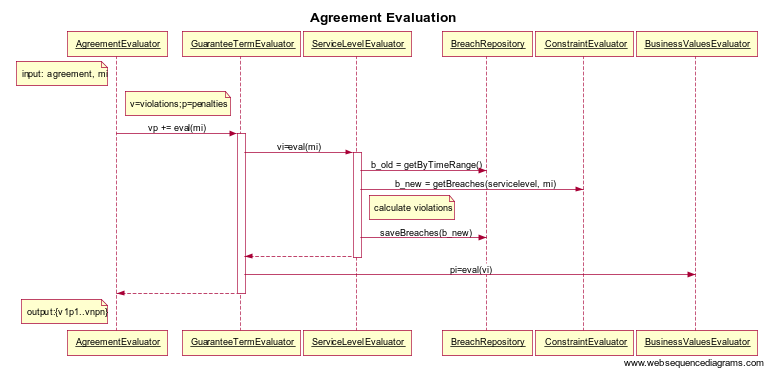 Agreement Evaluation
AgreementEvaluator GuaranteeTermEvaluator ServiceLevelEvaluator BreachRepository ConstraintEvaluator BusinessValuesEvaluator
input: agreement, mi
v=violations;p=penalties
vp += eval(mi)
vi=eval(mi)
b_old = getByTimeRange()
b_new = getBreaches(servicelevel, mi)
calculate violations
saveBreaches(b_new)
pi=eval(vi)
output:{v1p1..vnpn}
AgreementEvaluator GuaranteeTermEvaluator ServiceLevelEvaluator BreachRepository ConstraintEvaluator BusinessValuesEvaluator
www.websequencediagrams.com